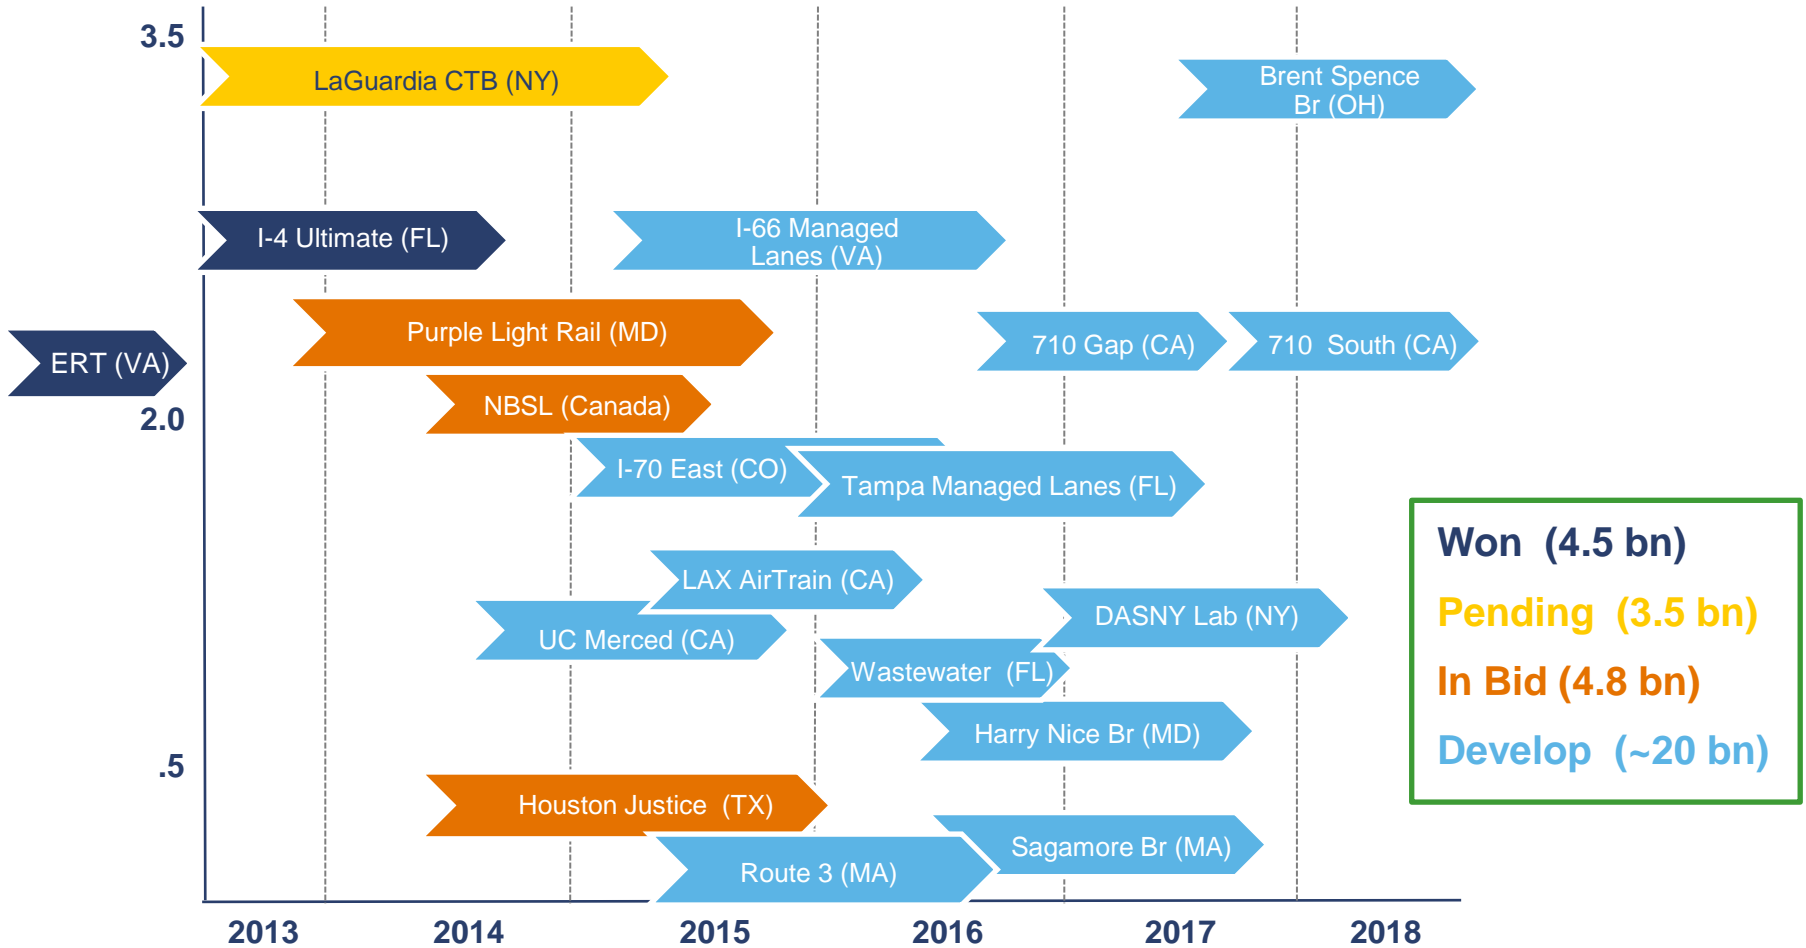 3.5
LaGuardia CTB (NY)
Brent Spence
Br (OH)
I-4 Ultimate (FL)
I-66 Managed
Lanes (VA)
Purple Light Rail (MD)
710 Gap (CA)
710 South (CA)
ERT (VA)
NBSL (Canada)
2.0
I-70 East (CO)
Tampa Managed Lanes (FL)
LAX AirTrain (CA)
UC Merced (CA)
DASNY Lab (NY)
Wastewater (FL)
Harry Nice Br (MD)
.5
Houston Justice (TX)
Sagamore Br (MA)
Route 3 (MA)
2013
2014
2015
2016
2017
2018
Won (4.5 bn)
Pending (3.5 bn)
In Bid (4.8 bn)
Develop (~20 bn)